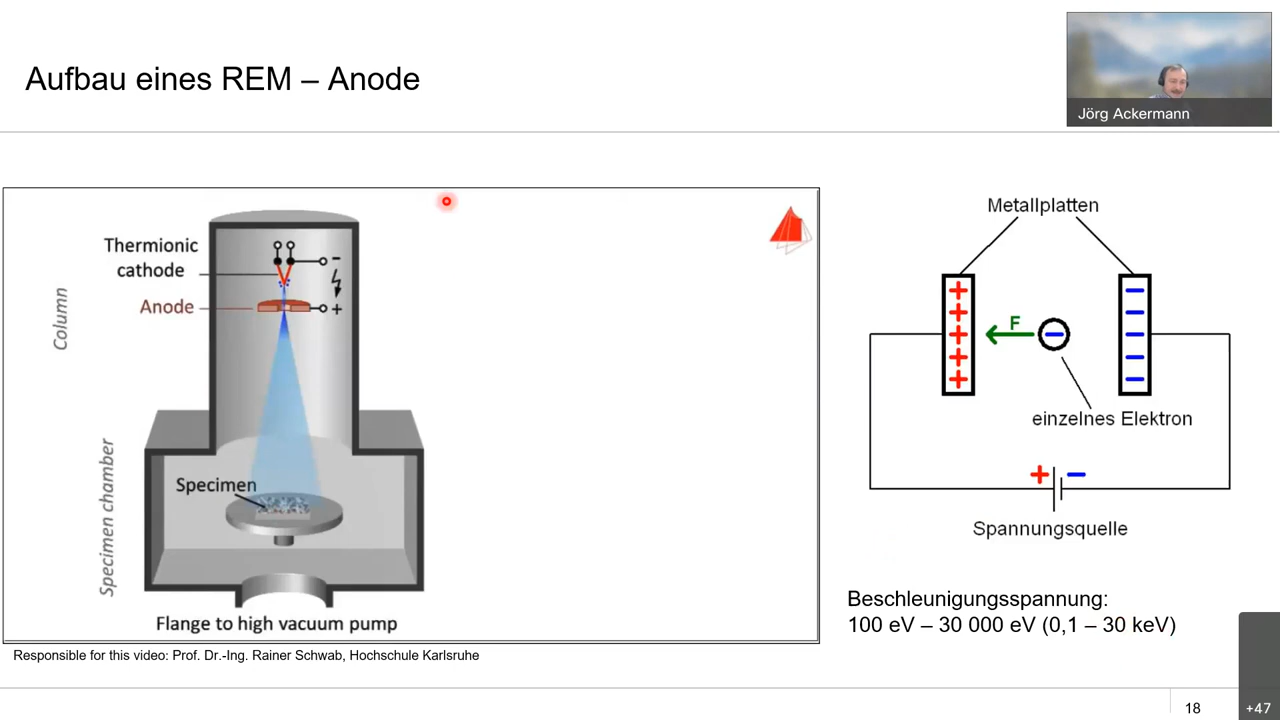 Aufbau eines REM – Anode
Jörg Ackermann
Thermionic
cathode
Anode
Column
Specimen chamber
Specimen
Flange to high vacuum pump
Responsible for this video: Prof. Dr.-Ing. Rainer Schwab, Hochschule Karlsruhe
Metallplatten
F
einzelnes Elektron
+ −
Spannungsquelle
Beschleunigungsspannung:
100 eV – 30 000 eV (0,1 – 30 keV)
18
+47